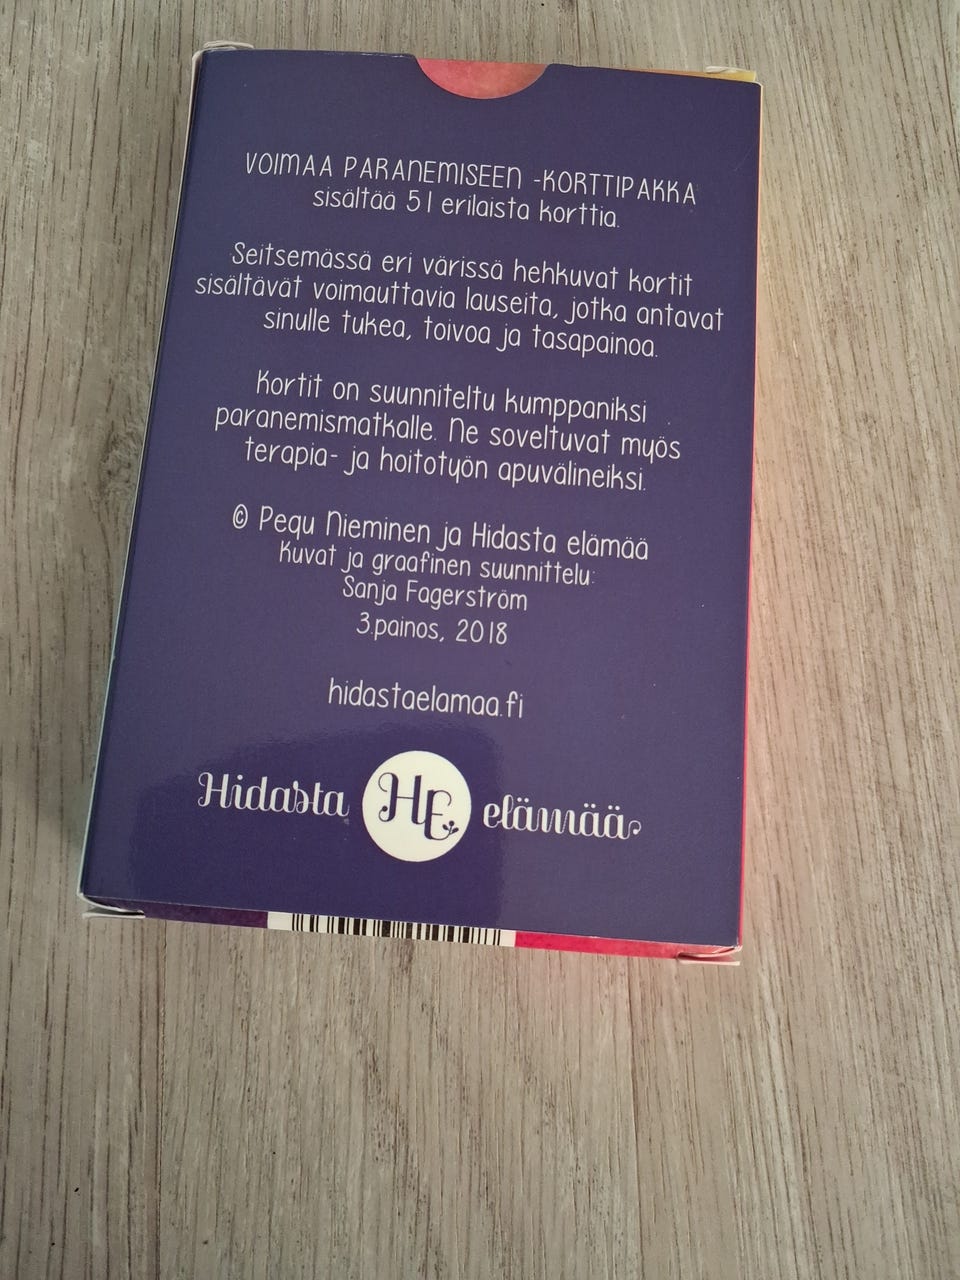 VOIMAA PARANEMISEEN -KORTTIPAKKA
sisältää 51 erilaista korttia.
Seitsemässä eri värissä hehkuvat kortit
sisältävät voimauttavia lauseita, jotka antavat
sinulle tukea, toivoa ja tasapainoa.
Kortit on suunniteltu kumppaniksi
paranemismatkalle. Ne soveltuvat myös
terapia- ja hoitotyön apuvälineiksi.
© Pequ Nieminen ja Hidasta elämää
Kuvat ja graafinen suunnittelu:
Sanja Fagerström
3.painos, 2018
hidastaelamaa.fi
Hidasta HE elämää